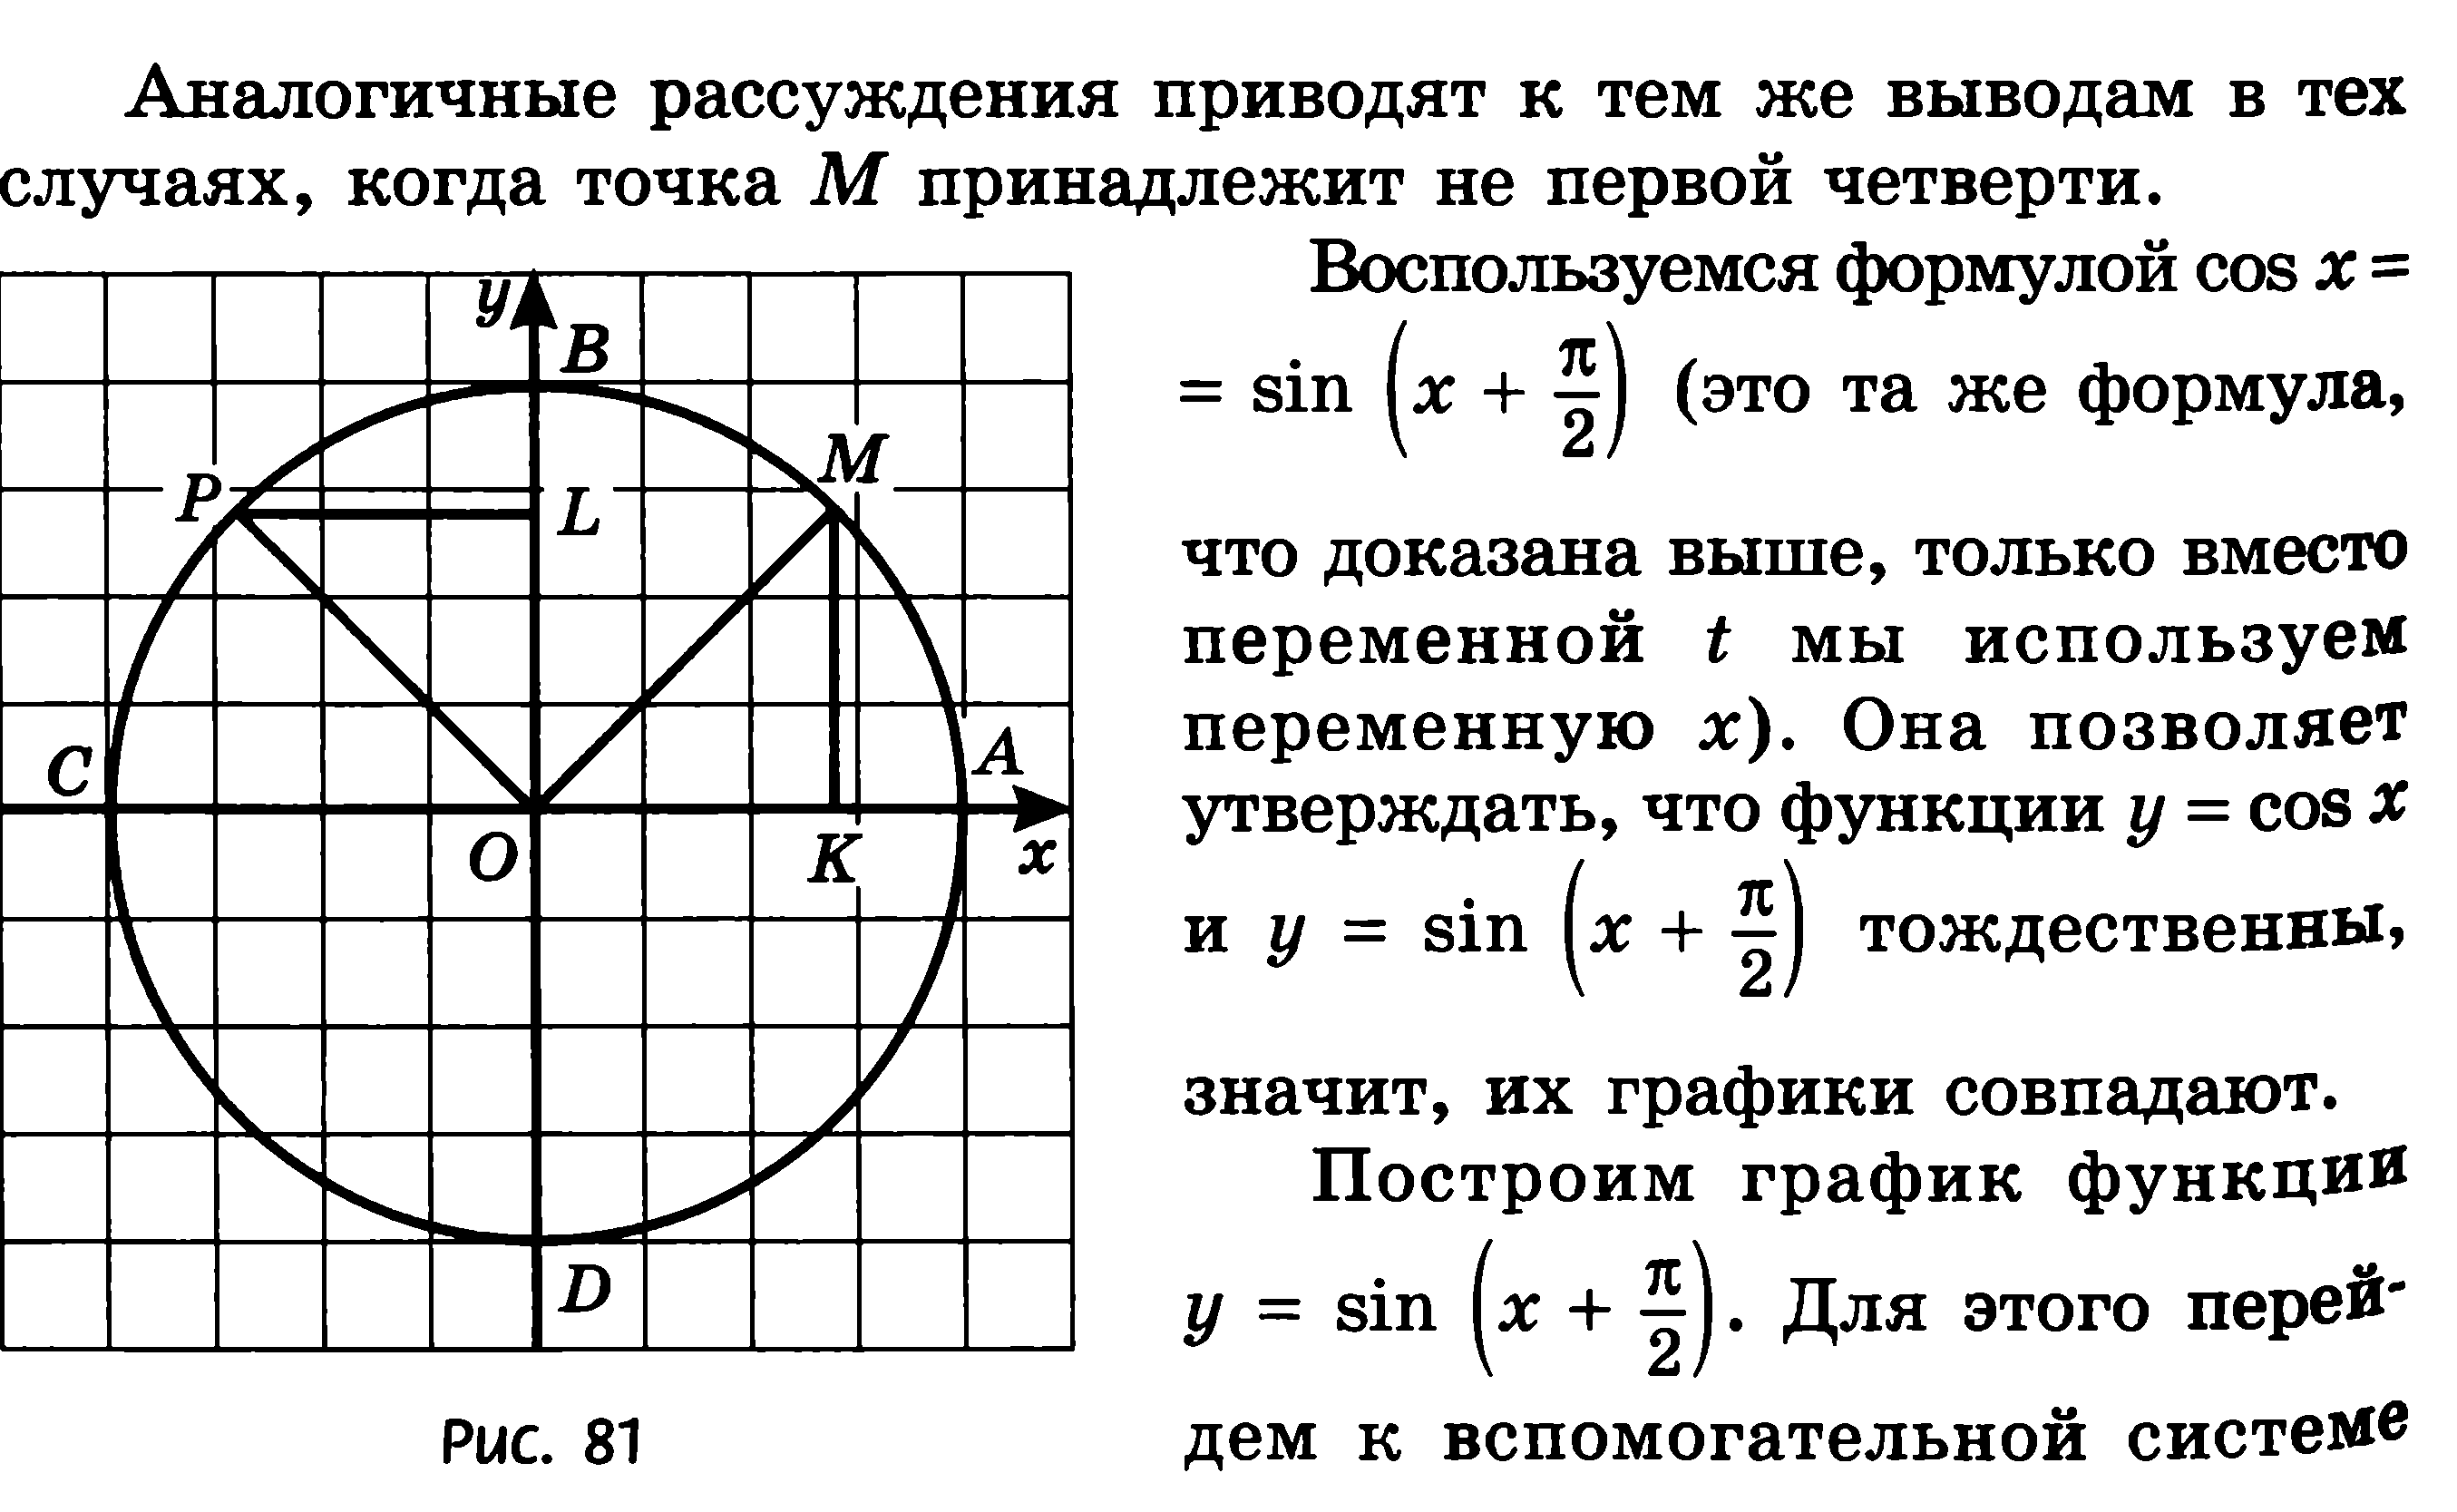 Аналогичные рассуждения приводят к тем же выводам в тех
случаях, когда точка M принадлежит не первой четверти.
y
B
M
P
L
C
A
O
K
x
D
Рис. 81
Воспользуемся формулой cos x =
= sin (x + π/2) (это та же формула,
что доказана выше, только вместо
переменной t мы используем
переменную x). Она позволяет
утверждать, что функции y = cos x
и y = sin (x + π/2) тождественны,
значит, их графики совпадают.
Построим график функции
y = sin (x + π/2). Для этого перей-
дем к вспомогательной системе